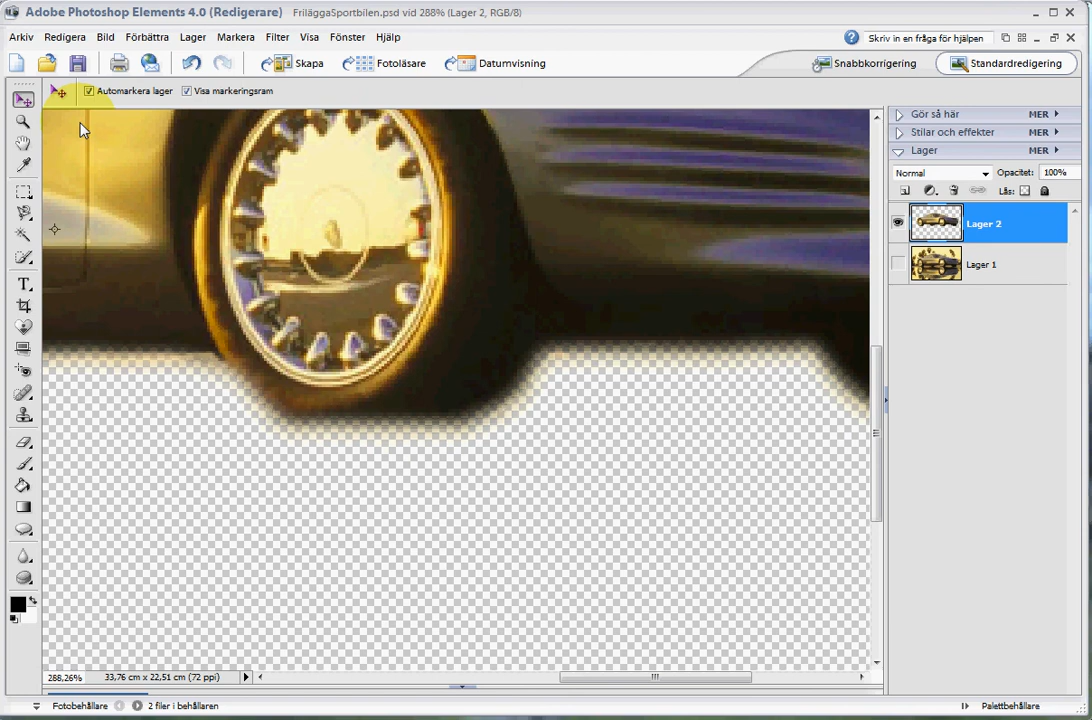 Adobe Photoshop Elements 4.0 (Redigerare)
FriläggaSportbilen.psd vid 288% (Lager 2, RGB/8)
Arkiv Redigera Bild Förbättra Lager Markera Filter Visa Fönster Hjälp
Skriv in en fråga för hjälpen
Skapa Fotoläsare Datumvisning
Snabbkorrigering Standardredigering
Automarkera lager Visa markeringsram
Gör så här MER
Stilar och effekter MER
Lager MER
Normal Opacitet: 100%
Lås:
Lager 2
Lager 1
T
288,26% 33,76 cm x 22,51 cm (72 ppi)
Fotobehållare 2 filer i behållaren
Palettbehållare